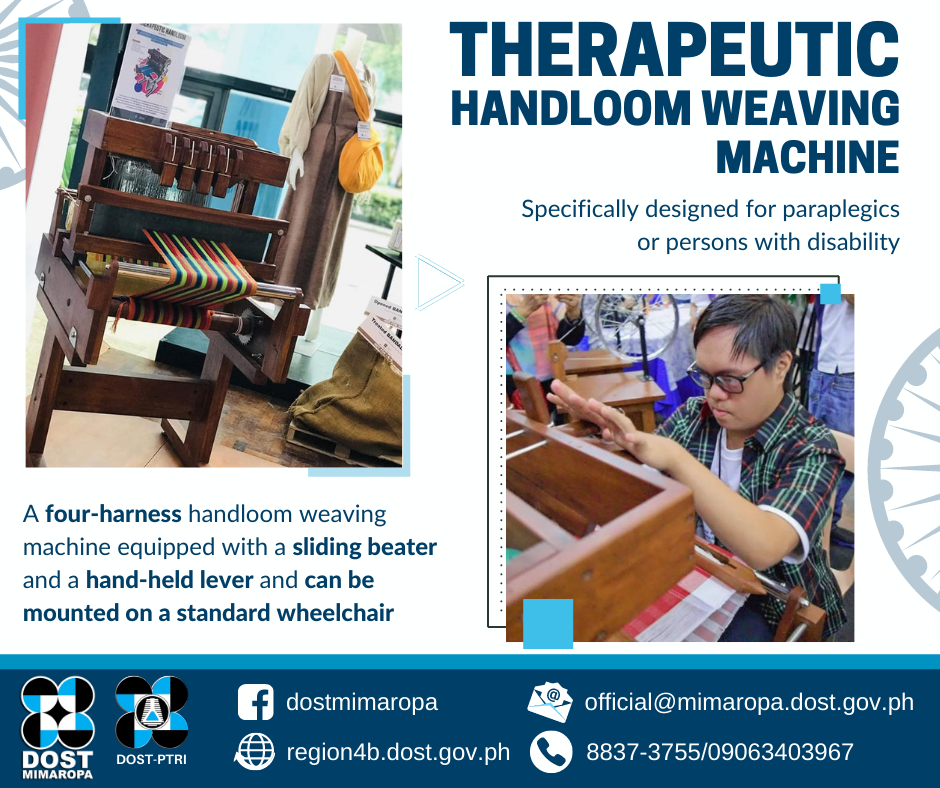 THERAPEUTIC
HANDLOOM WEAVING
MACHINE
Specifically designed for paraplegics
or persons with disability
A four-harness handloom weaving
machine equipped with a sliding beater
and a hand-held lever and can be
mounted on a standard wheelchair
DOST
MIMAROPA
DOST-PTRI
dostmimaropa
region4b.dost.gov.ph
official@mimaropa.dost.gov.ph
8837-3755/09063403967